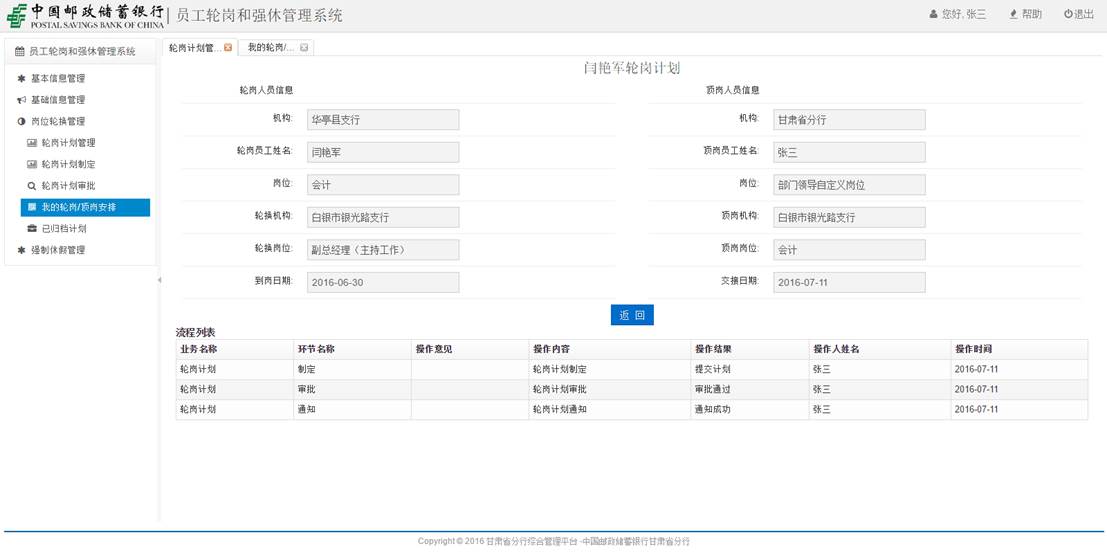 中国邮政储蓄银行
POSTAL SAVINGS BANK OF CHINA
员工轮岗和强休管理系统
您好, 张三
帮助
退出
员工轮岗和强休管理系统
基本信息管理
基础信息管理
岗位轮换管理
轮岗计划管理
轮岗计划制定
轮岗计划审批
我的轮岗/顶岗安排
已归档计划
强制休假管理
轮岗计划管...
我的轮岗/...
闫艳军轮岗计划
轮岗人员信息 顶岗人员信息
机构: 华亭县支行 机构: 甘肃省分行
轮岗员工姓名: 闫艳军 顶岗员工姓名: 张三
岗位: 会计 岗位: 部门领导自定义岗位
轮换机构: 白银市银光路支行 顶岗机构: 白银市银光路支行
轮换岗位: 副总经理（主持工作） 顶岗岗位: 会计
到岗日期: 2016-06-30 交接日期: 2016-07-11
返 回
流程列表
业务名称 环节名称 操作意见 操作内容 操作结果 操作人姓名 操作时间
轮岗计划 制定 轮岗计划制定 提交计划 张三 2016-07-11
轮岗计划 审批 轮岗计划审批 审批通过 张三 2016-07-11
轮岗计划 通知 轮岗计划通知 通知成功 张三 2016-07-11
Copyright © 2016 甘肃省分行综合管理平台 -中国邮政储蓄银行甘肃省分行